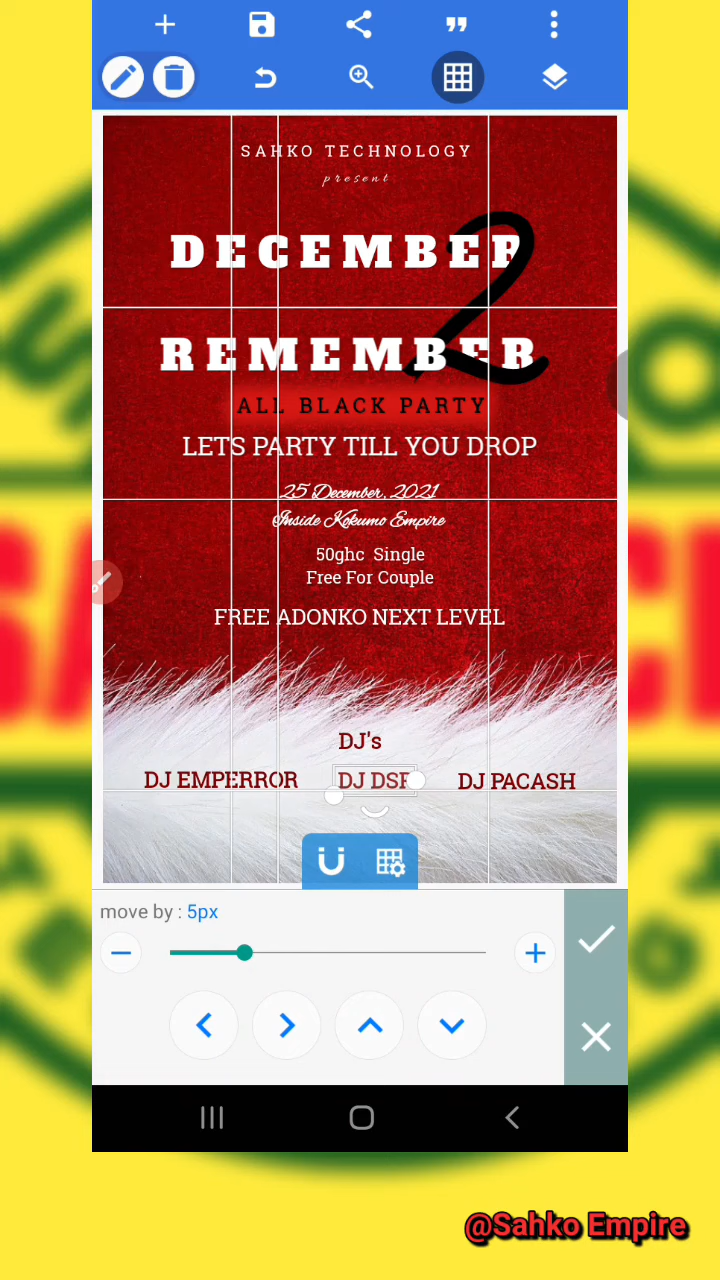 SAHKO TECHNOLOGY
present
DECEMBER
2
REMEMBER
ALL BLACK PARTY
LETS PARTY TILL YOU DROP
25 December, 2021
Inside Kokumo Empire
50ghc Single
Free For Couple
FREE ADONKO NEXT LEVEL
DJ's
DJ EMPERROR DJ DSP DJ PACASH
move by : 5px
@Sahko Empire